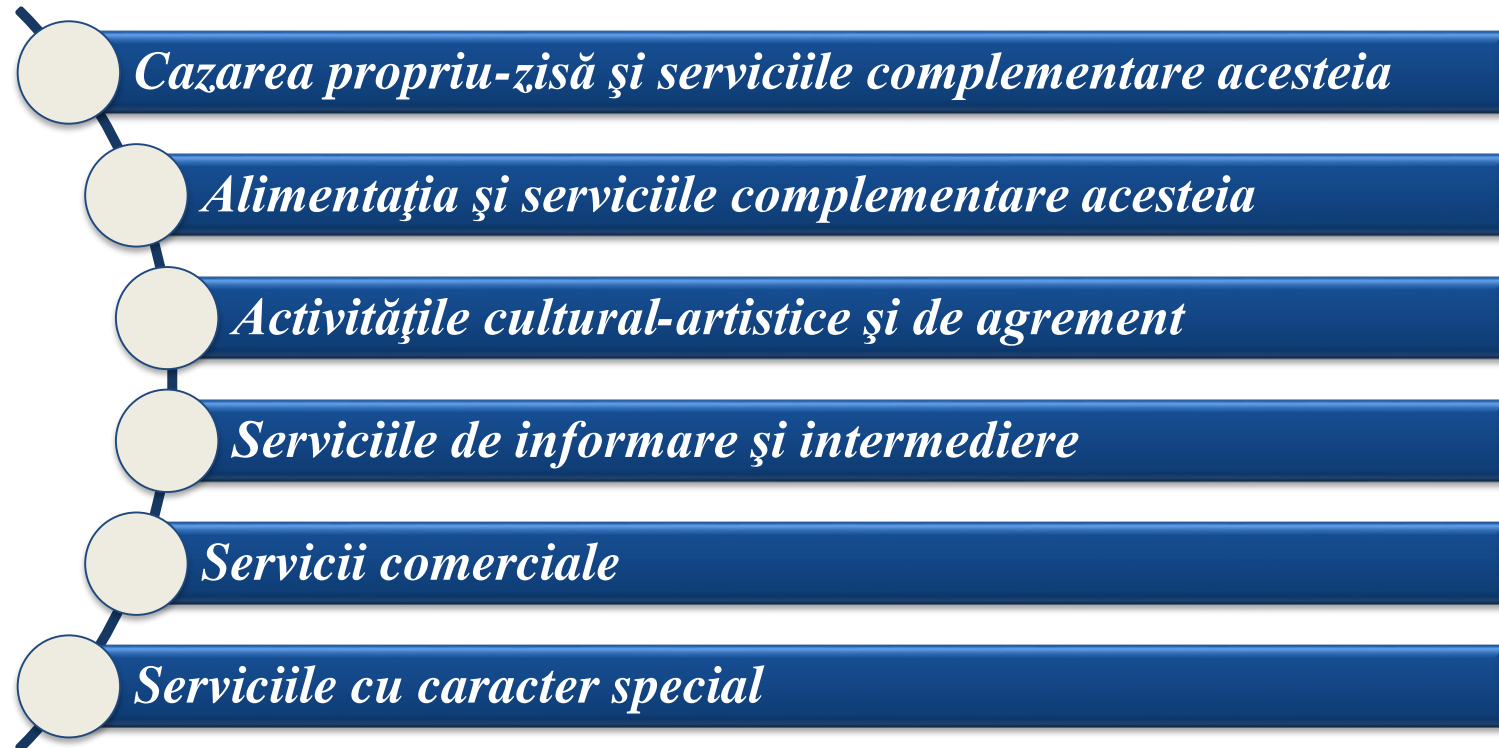 Cazarea propriu-zisă şi serviciile complementare acesteia
Alimentaţia şi serviciile complementare acesteia
Activităţile cultural-artistice şi de agrement
Serviciile de informare şi intermediere
Servicii comerciale
Serviciile cu caracter special